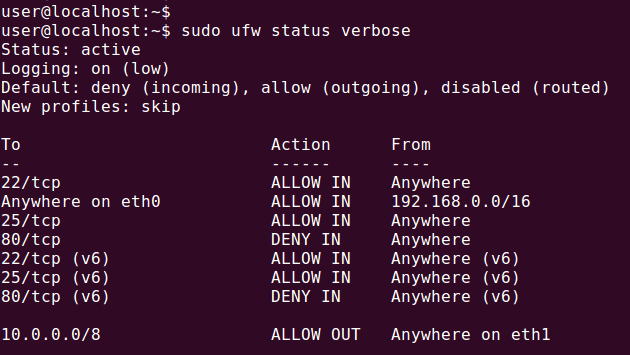 user@localhost:~$
user@localhost:~$ sudo ufw status verbose
Status: active
Logging: on (low)
Default: deny (incoming), allow (outgoing), disabled (routed)
New profiles: skip
To                         Action      From
--                         ------      ----
22/tcp                     ALLOW IN    Anywhere
Anywhere on eth0           ALLOW IN    192.168.0.0/16
25/tcp                     ALLOW IN    Anywhere
80/tcp                     DENY IN     Anywhere
22/tcp (v6)                ALLOW IN    Anywhere (v6)
25/tcp (v6)                ALLOW IN    Anywhere (v6)
80/tcp (v6)                DENY IN     Anywhere (v6)
10.0.0.0/8                 ALLOW OUT   Anywhere on eth1